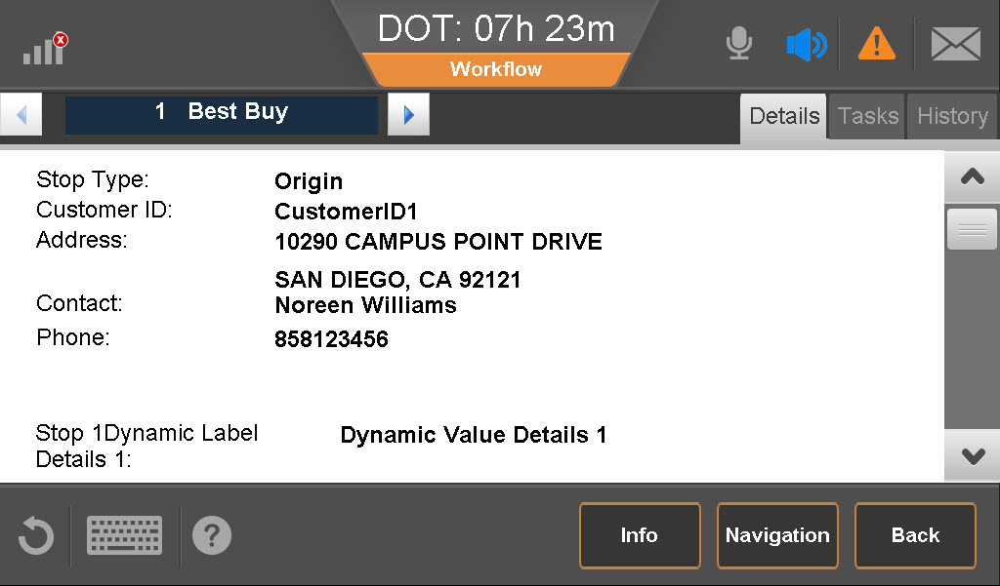 DOT: 07h 23m
Workflow
1 Best Buy
Details
Tasks
History
Stop Type: Origin
Customer ID: CustomerID1
Address: 10290 CAMPUS POINT DRIVE
SAN DIEGO, CA 92121
Contact: Noreen Williams
Phone: 858123456
Stop 1Dynamic Label Dynamic Value Details 1
Details 1:
Info
Navigation
Back